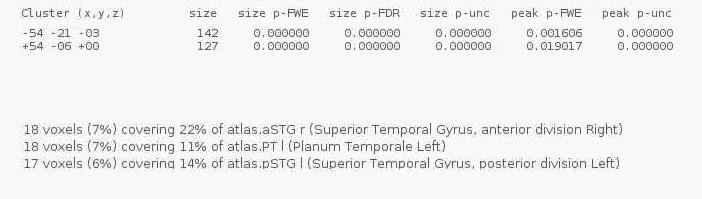 Cluster (x,y,z) size size p-FWE size p-FDR size p-unc peak p-FWE peak p-unc
-54 -21 -03 142 0.000000 0.000000 0.000000 0.001606 0.000000
+54 -06 +00 127 0.000000 0.000000 0.000000 0.019017 0.000000
18 voxels (7%) covering 22% of atlas.aSTG r (Superior Temporal Gyrus, anterior division Right)
18 voxels (7%) covering 11% of atlas.PT l (Planum Temporale Left)
17 voxels (6%) covering 14% of atlas.pSTG l (Superior Temporal Gyrus, posterior division Left)